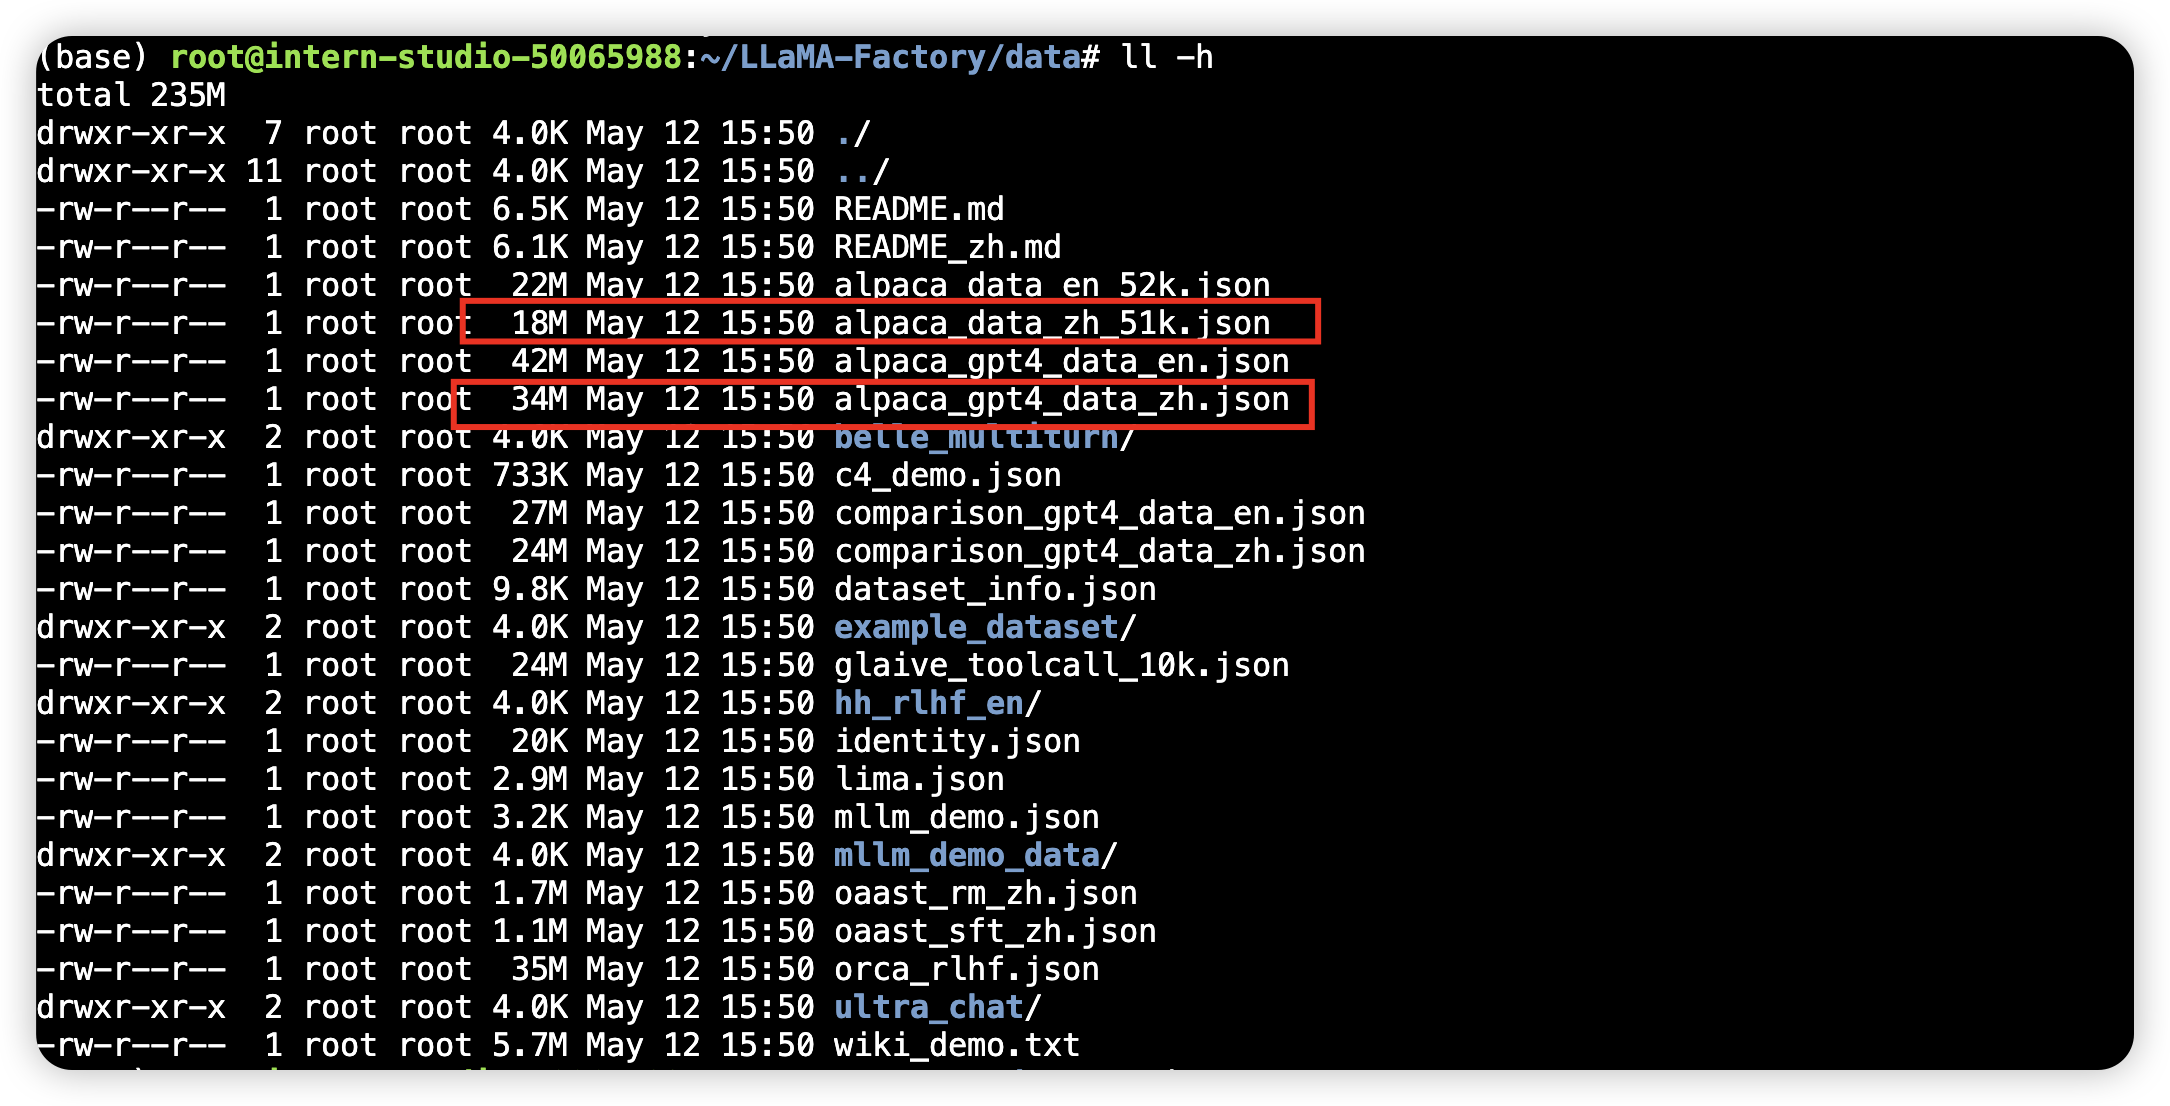 (base) root@intern-studio-50065988:~/LLaMA-Factory/data# ll -h
total 235M
drwxr-xr-x  7 root root 4.0K May 12 15:50 ./
drwxr-xr-x 11 root root 4.0K May 12 15:50 ../
-rw-r--r--  1 root root 6.5K May 12 15:50 README.md
-rw-r--r--  1 root root 6.1K May 12 15:50 README_zh.md
-rw-r--r--  1 root root  22M May 12 15:50 alpaca_data_en_52k.json
-rw-r--r--  1 root root  18M May 12 15:50 alpaca_data_zh_51k.json
-rw-r--r--  1 root root  42M May 12 15:50 alpaca_gpt4_data_en.json
-rw-r--r--  1 root root  34M May 12 15:50 alpaca_gpt4_data_zh.json
drwxr-xr-x  2 root root 4.0K May 12 15:50 belle_multiturn/
-rw-r--r--  1 root root 733K May 12 15:50 c4_demo.json
-rw-r--r--  1 root root  27M May 12 15:50 comparison_gpt4_data_en.json
-rw-r--r--  1 root root  24M May 12 15:50 comparison_gpt4_data_zh.json
-rw-r--r--  1 root root 9.8K May 12 15:50 dataset_info.json
drwxr-xr-x  2 root root 4.0K May 12 15:50 example_dataset/
-rw-r--r--  1 root root  24M May 12 15:50 glaive_toolcall_10k.json
drwxr-xr-x  2 root root 4.0K May 12 15:50 hh_rlhf_en/
-rw-r--r--  1 root root  20K May 12 15:50 identity.json
-rw-r--r--  1 root root 2.9M May 12 15:50 lima.json
-rw-r--r--  1 root root 3.2K May 12 15:50 mllm_demo.json
drwxr-xr-x  2 root root 4.0K May 12 15:50 mllm_demo_data/
-rw-r--r--  1 root root 1.7M May 12 15:50 oaast_rm_zh.json
-rw-r--r--  1 root root 1.1M May 12 15:50 oaast_sft_zh.json
-rw-r--r--  1 root root  35M May 12 15:50 orca_rlhf.json
drwxr-xr-x  2 root root 4.0K May 12 15:50 ultra_chat/
-rw-r--r--  1 root root 5.7M May 12 15:50 wiki_demo.txt